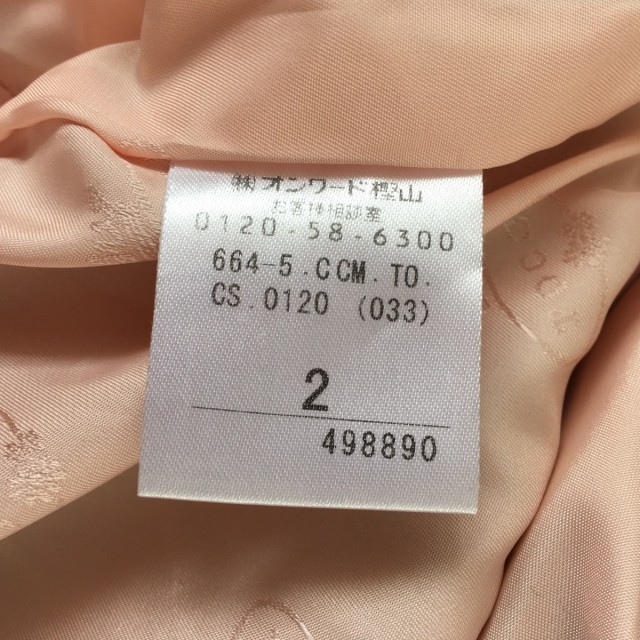 ㈱オンワード樫山
お客様相談室
0120-58-6300
664-5.CCM.TO.
CS.0120 (033)
2
498890